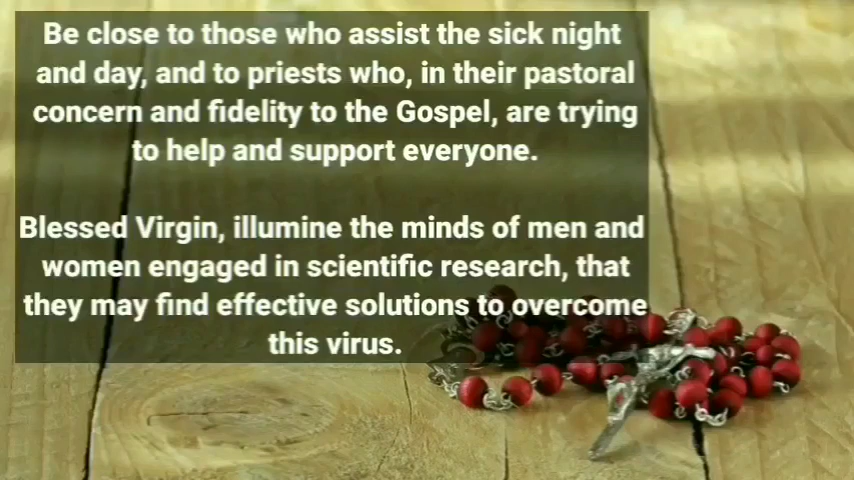 Be close to those who assist the sick night
and day, and to priests who, in their pastoral
concern and fidelity to the Gospel, are trying
to help and support everyone.
Blessed Virgin, illumine the minds of men and
women engaged in scientific research, that
they may find effective solutions to overcome
this virus.